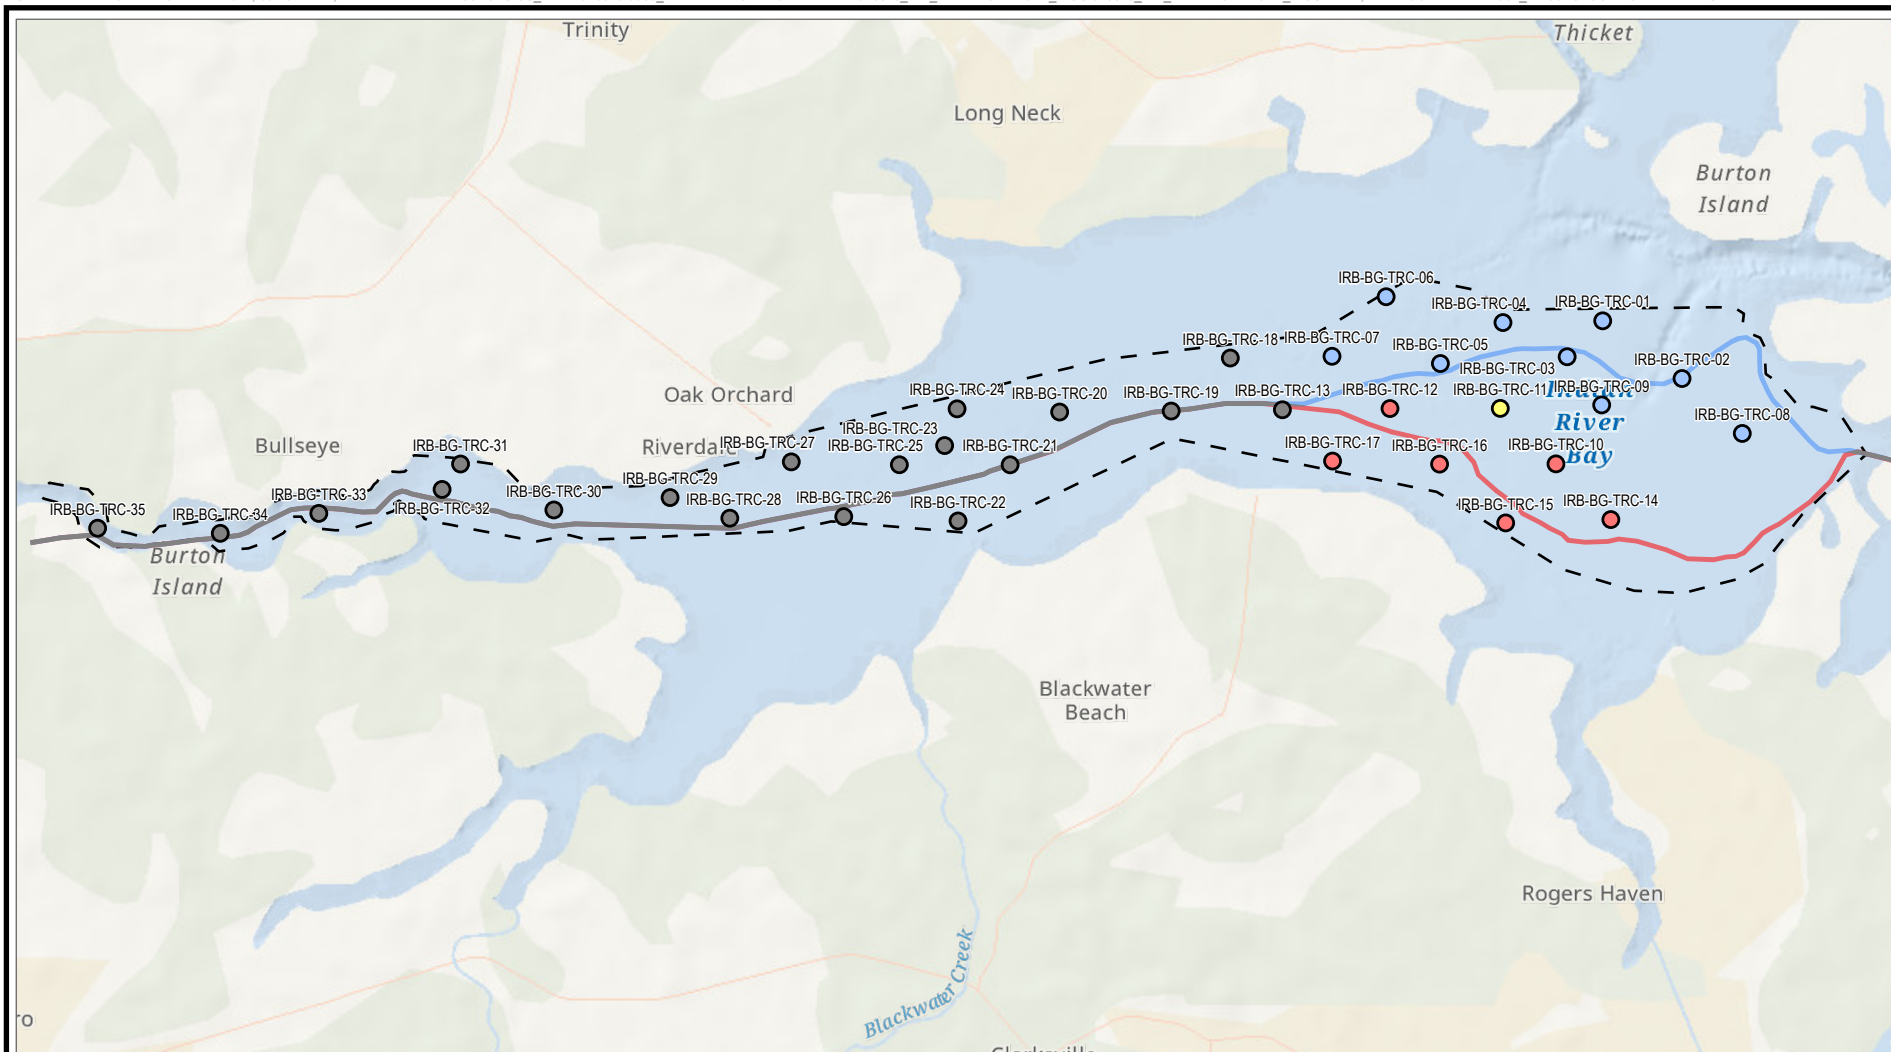 Trinity
Thicket
Long Neck
Burton
Island
IRB-BG-TRC-06
IRB-BG-TRC-04
IRB-BG-TRC-01
IRB-BG-TRC-18
IRB-BG-TRC-07
IRB-BG-TRC-05
IRB-BG-TRC-03
IRB-BG-TRC-02
IRB-BG-TRC-24
IRB-BG-TRC-20
IRB-BG-TRC-19
IRB-BG-TRC-13
IRB-BG-TRC-12
IRB-BG-TRC-11
IRB-BG-TRC-09
Oak Orchard
Indian
River
Bay
IRB-BG-TRC-08
IRB-BG-TRC-23
Bullseye
IRB-BG-TRC-31
Riverdale
IRB-BG-TRC-27
IRB-BG-TRC-25
IRB-BG-TRC-21
IRB-BG-TRC-17
IRB-BG-TRC-16
IRB-BG-TRC-10
IRB-BG-TRC-29
IRB-BG-TRC-30
IRB-BG-TRC-28
IRB-BG-TRC-26
IRB-BG-TRC-22
IRB-BG-TRC-15
IRB-BG-TRC-14
IRB-BG-TRC-35
IRB-BG-TRC-34
IRB-BG-TRC-33
IRB-BG-TRC-32
Burton
Island
Blackwater
Beach
Rogers Haven
Blackwater Creek
ro
Clarksville